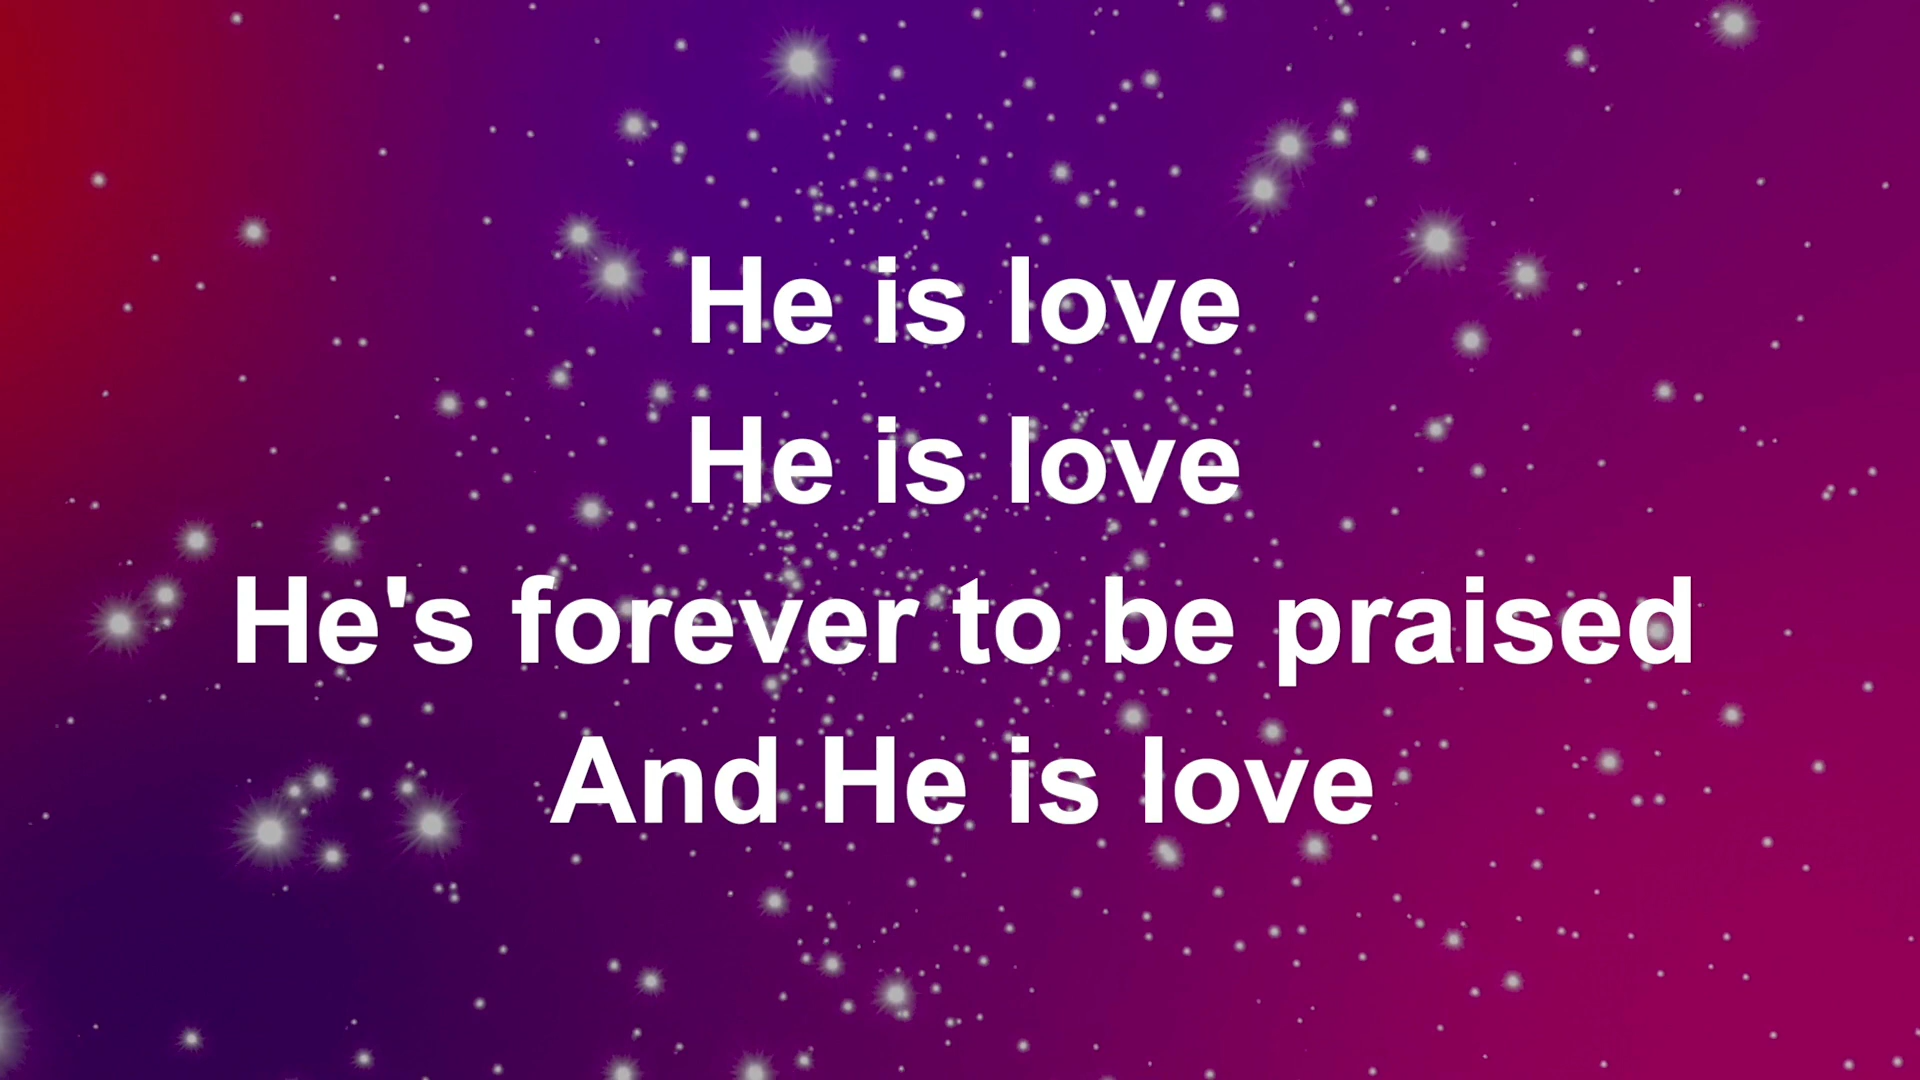 He is love
He is love
He's forever to be praised
And He is love